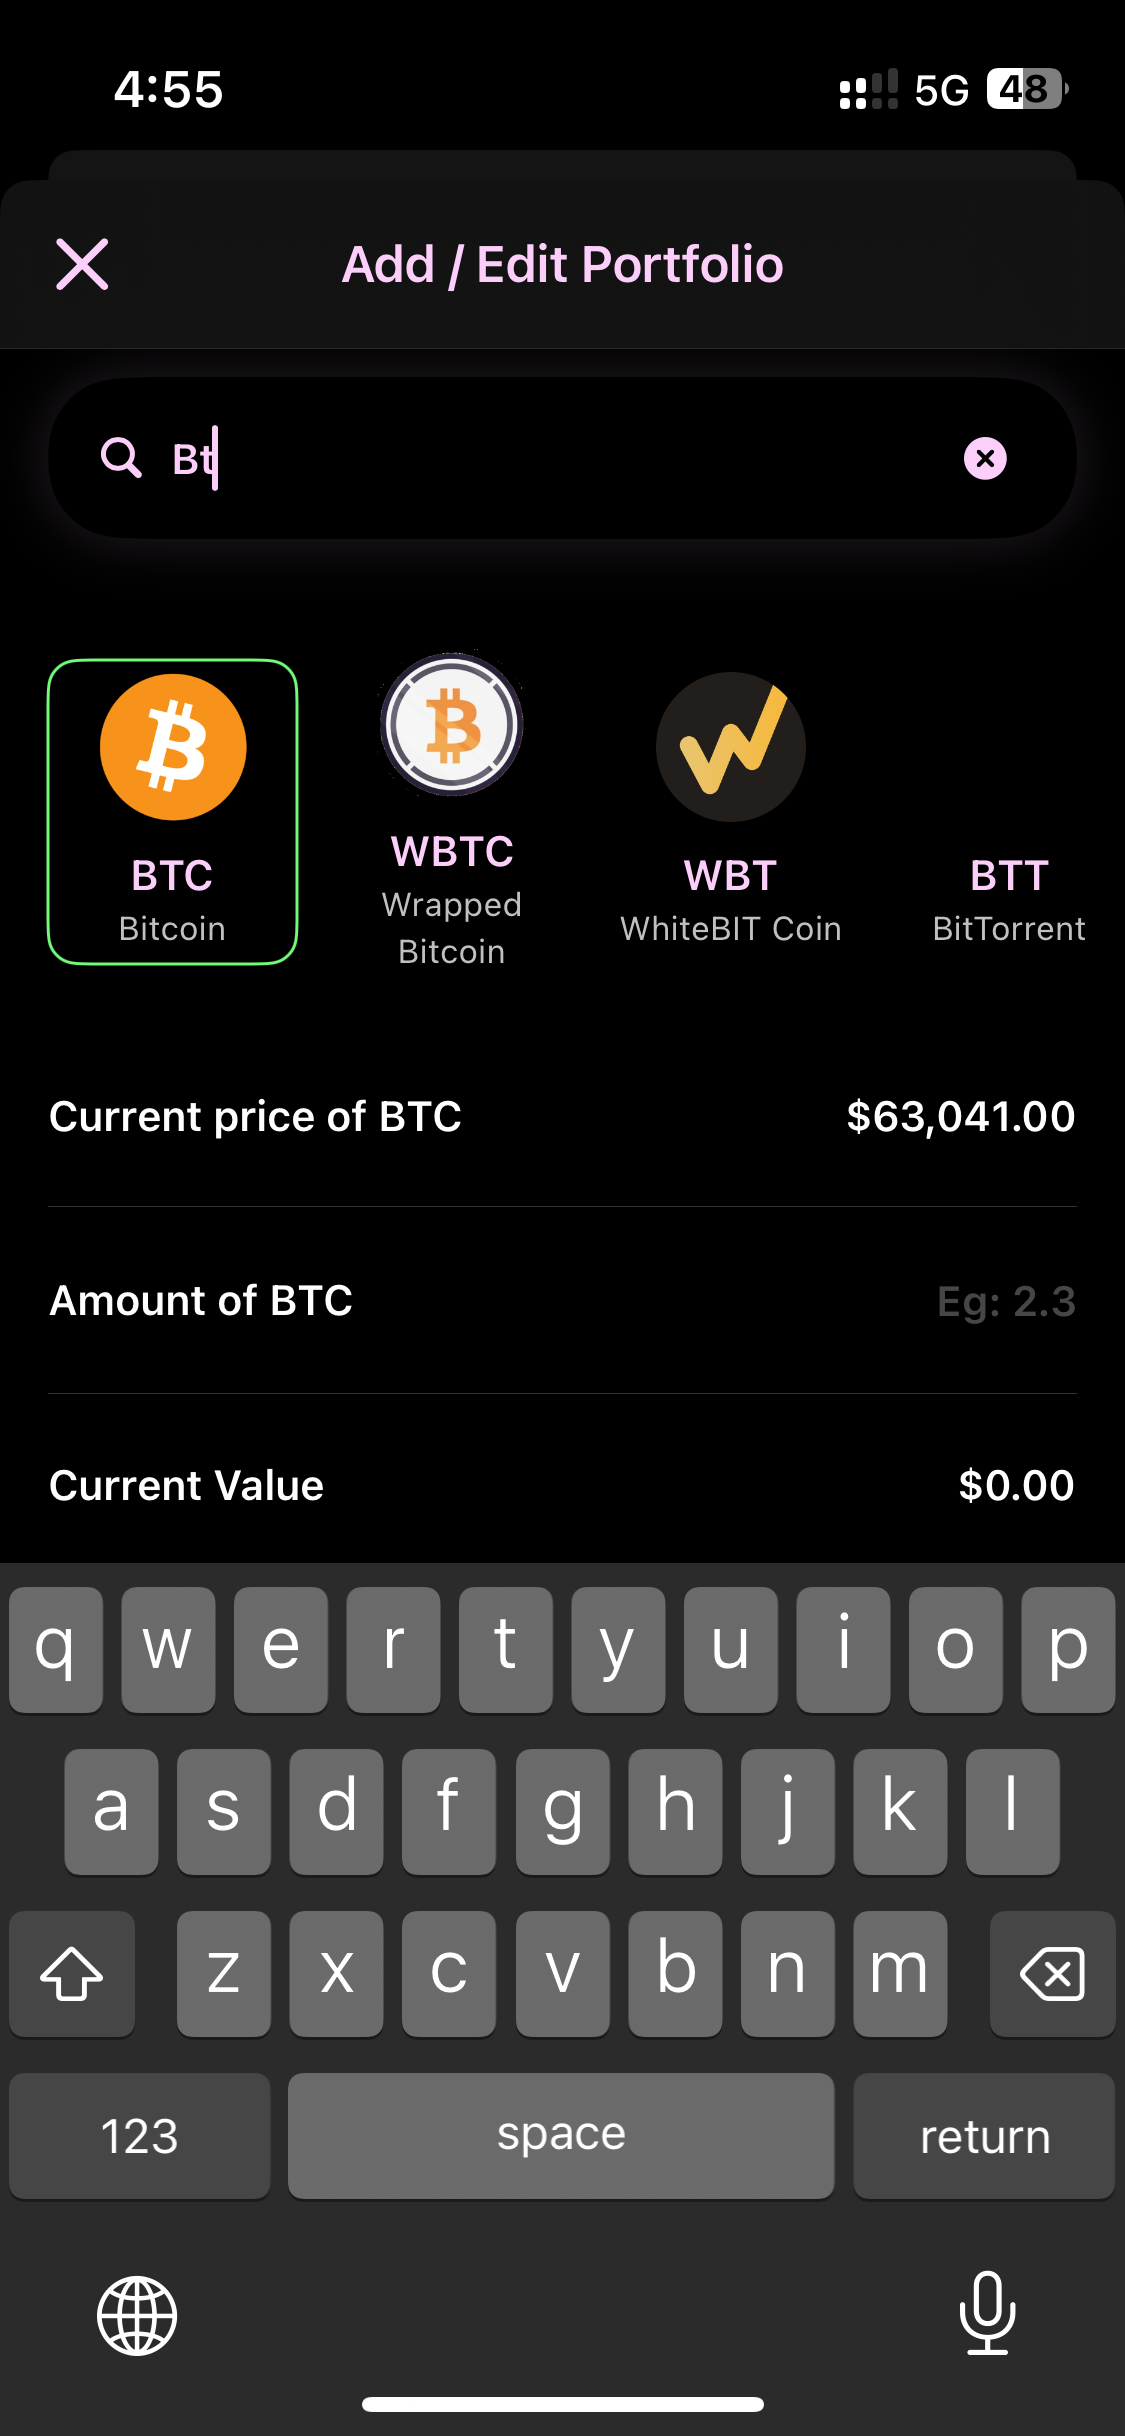 4:55 5G 48
Add / Edit Portfolio
Bt
BTC
Bitcoin
WBTC
Wrapped
Bitcoin
WBT
WhiteBIT Coin
BTT
BitTorrent
Current price of BTC $63,041.00
Amount of BTC Eg: 2.3
Current Value $0.00
q w e r t y u i o p
a s d f g h j k l
z x c v b n m
123 space return